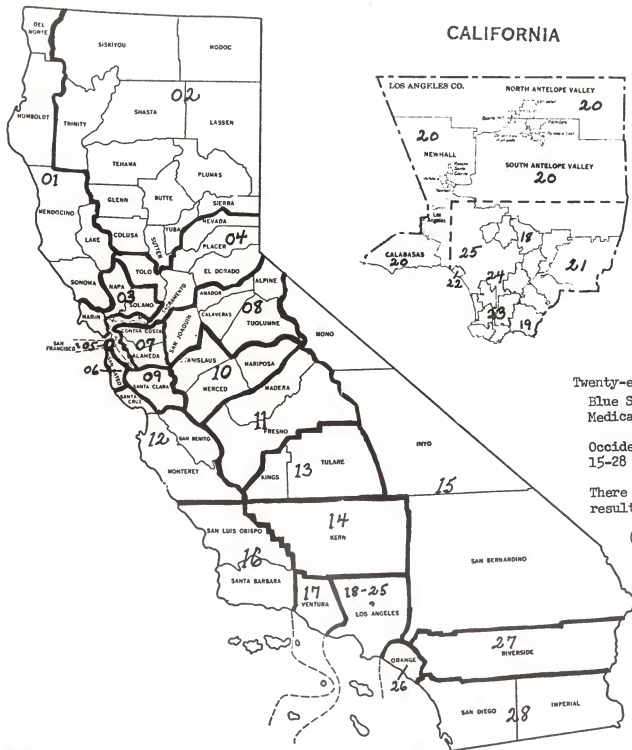 CALIFORNIA
DEL NORTE
SISKIYOU
MODOC
02
HUMBOLDT
TRINITY
SHASTA
LASSEN
01
TEHAMA
PLUMAS
MENDOCINO
GLENN
BUTTE
SIERRA
NEVADA
LAKE
COLUSA
SUTTER
YUBA
PLACER
04
SONOMA
NAPA
YOLO
EL DORADO
03
SOLANO
SACRAMENTO
AMADOR
ALPINE
MARIN
CALAVERAS
08
CONTRA COSTA
SAN JOAQUIN
TUOLUMNE
MONO
SAN FRANCISCO
05
07
ALAMEDA
STANISLAUS
MARIPOSA
06
SAN MATEO
09
SANTA CLARA
10
MERCED
MADERA
SANTA CRUZ
11
FRESNO
12
SAN BENITO
INYO
MONTEREY
KINGS
13
TULARE
15
14
KERN
SAN LUIS OBISPO
16
SAN BERNARDINO
SANTA BARBARA
17
VENTURA
18-25
LOS ANGELES
ORANGE
26
27
RIVERSIDE
SAN DIEGO
28
IMPERIAL
LOS ANGELES CO.
NORTH ANTELOPE VALLEY
20
20
NEWHALL
SOUTH ANTELOPE VALLEY
20
Los Angeles
CALABASAS
20
25
18
21
22
24
23
19
Twenty-e
Blue S
Medica
Occide
15-28
There
result
(